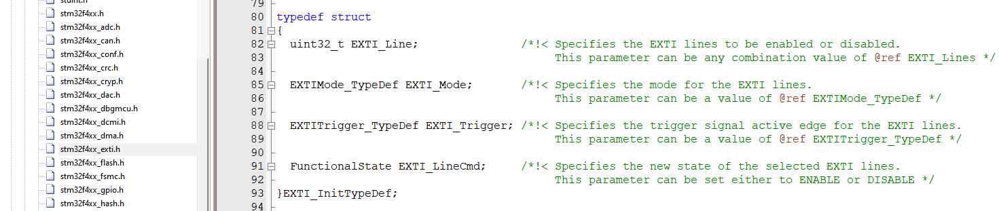 stdint.h
stm32f4xx.h
stm32f4xx_adc.h
stm32f4xx_can.h
stm32f4xx_conf.h
stm32f4xx_crc.h
stm32f4xx_cryp.h
stm32f4xx_dac.h
stm32f4xx_dbgmcu.h
stm32f4xx_dcmi.h
stm32f4xx_dma.h
stm32f4xx_exti.h
stm32f4xx_flash.h
stm32f4xx_fsmc.h
stm32f4xx_gpio.h
stm32f4xx_hash.h
79
80 typedef struct
81 {
82 uint32_t EXTI_Line; /*!< Specifies the EXTI lines to be enabled or disabled.
83 This parameter can be any combination value of @ref EXTI_Lines */
84
85 EXTIMode_TypeDef EXTI_Mode; /*!< Specifies the mode for the EXTI lines.
86 This parameter can be a value of @ref EXTIMode_TypeDef */
87
88 EXTITrigger_TypeDef EXTI_Trigger; /*!< Specifies the trigger signal active edge for the EXTI lines.
89 This parameter can be a value of @ref EXTITrigger_TypeDef */
90
91 FunctionalState EXTI_LineCmd; /*!< Specifies the new state of the selected EXTI lines.
92 This parameter can be set either to ENABLE or DISABLE */
93 }EXTI_InitTypeDef;
94